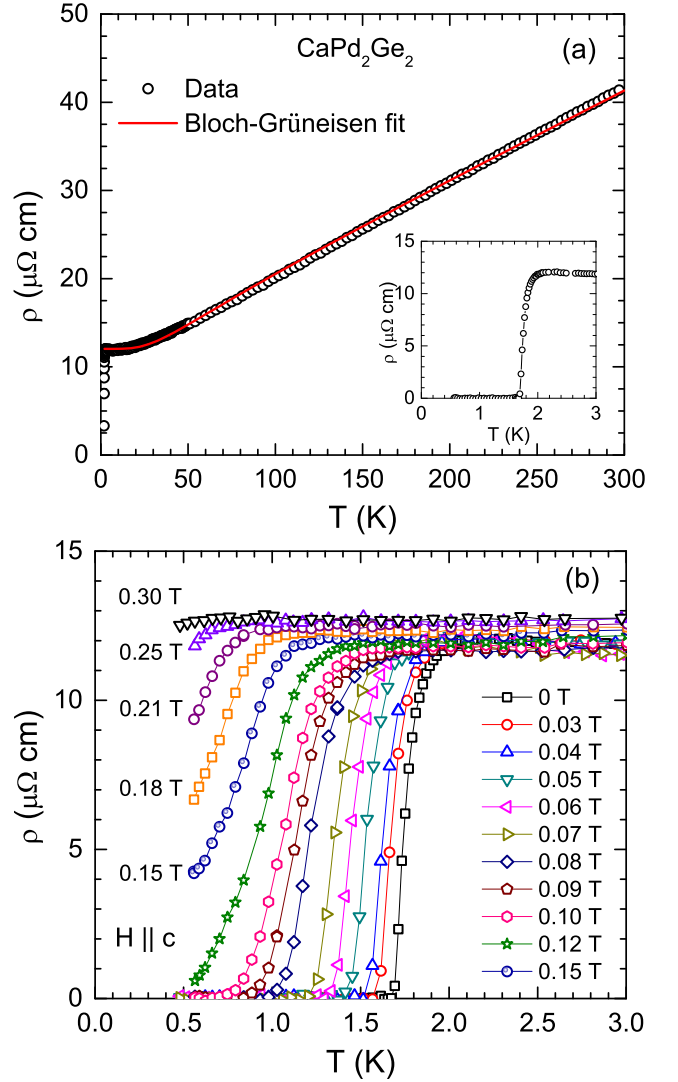 50
CaPd₂Ge₂ (a)
40
Data
Bloch-Grüneisen fit
30
20
10
0
ρ (μΩ cm)
15
12
9
6
3
0
ρ (μΩ cm)
0 1 2 3
T (K)
0 50 100 150 200 250 300
T (K)
15
(b)
0.30 T
0.25 T
0.21 T
0.18 T
0.15 T
H || c
10
5
0
ρ (μΩ cm)
0 T
0.03 T
0.04 T
0.05 T
0.06 T
0.07 T
0.08 T
0.09 T
0.10 T
0.12 T
0.15 T
0.0 0.5 1.0 1.5 2.0 2.5 3.0
T (K)